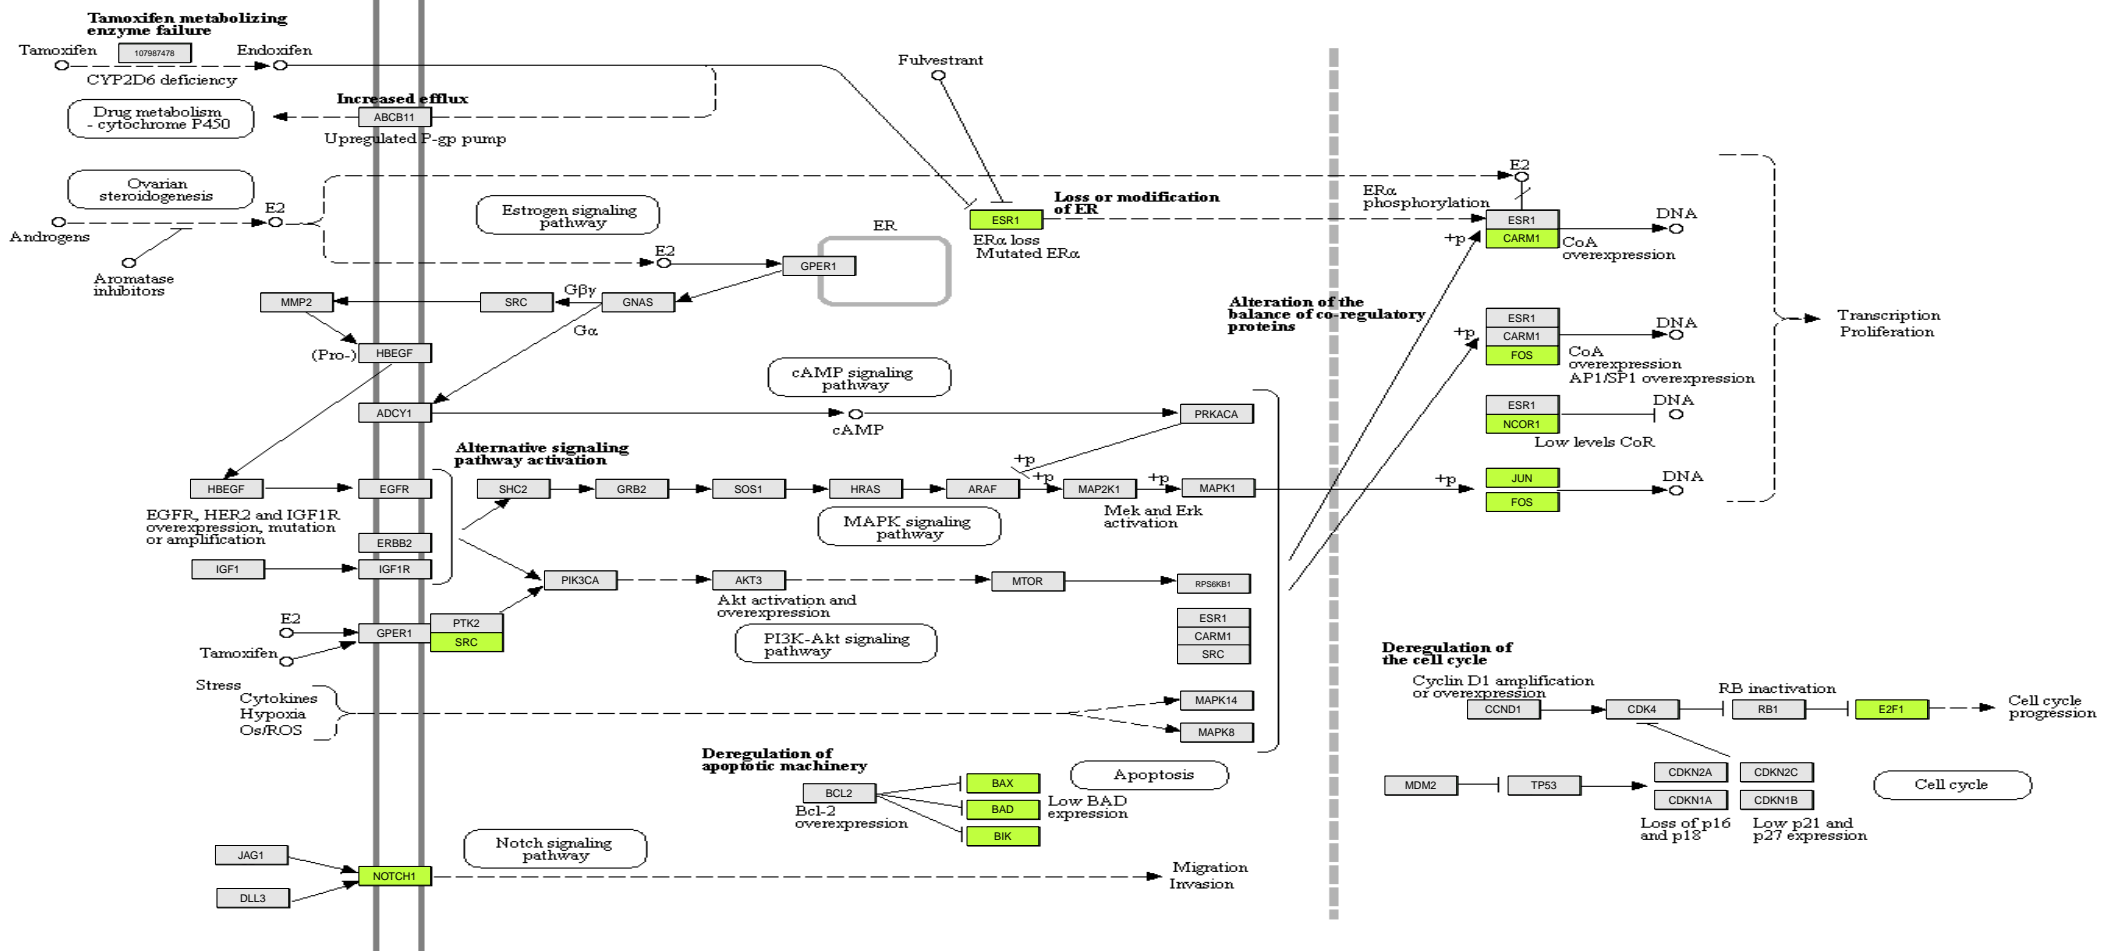 Tamoxifen metabolizing
enzyme failure
Tamoxifen
107987478
Endoxifen
CYP2D6 deficiency
Increased efflux
Drug metabolism
- cytochrome P450
ABCB11
Upregulated P-gp pump
Fulvestrant
Ovarian
steroidogenesis
Androgens
E2
Aromatase
inhibitors
Estrogen signaling
pathway
E2
ER
GPER1
ESR1
Loss or modification
of ER
ERα loss
Mutated ERα
E2
ERα
phosphorylation
+p
ESR1
CARM1
DNA
CoA
overexpression
MMP2
SRC
Gβγ
GNAS
Gα
(Pro-)
HBEGF
Alteration of the
balance of co-regulatory
proteins
+p
ESR1
CARM1
FOS
DNA
CoA
overexpression
AP1/SP1 overexpression
Transcription
Proliferation
cAMP signaling
pathway
ADCY1
cAMP
PRKACA
ESR1
NCOR1
DNA
Low levels CoR
Alternative signaling
pathway activation
HBEGF
EGFR
SHC2
GRB2
SOS1
HRAS
ARAF
+p
+p
MAP2K1
+p
MAPK1
+p
JUN
FOS
DNA
EGFR, HER2 and IGF1R
overexpression, mutation
or amplification
ERBB2
MAPK signaling
pathway
Mek and Erk
activation
IGF1
IGF1R
PIK3CA
AKT3
MTOR
RPS6KB1
Akt activation and
overexpression
E2
Tamoxifen
GPER1
PTK2
SRC
PI3K-Akt signaling
pathway
ESR1
CARM1
SRC
Stress
Cytokines
Hypoxia
Os/ROS
MAPK14
MAPK8
Deregulation of
the cell cycle
Cyclin D1 amplification
or overexpression
RB inactivation
CCND1
CDK4
RB1
E2F1
Cell cycle
progression
MDM2
TP53
CDKN2A
CDKN2C
CDKN1A
CDKN1B
Loss of p16
and p18
Low p21 and
p27 expression
Cell cycle
Deregulation of
apoptotic machinery
BCL2
Bcl-2
overexpression
BAX
BAD
BIK
Low BAD
expression
Apoptosis
Notch signaling
pathway
JAG1
DLL3
NOTCH1
Migration
Invasion